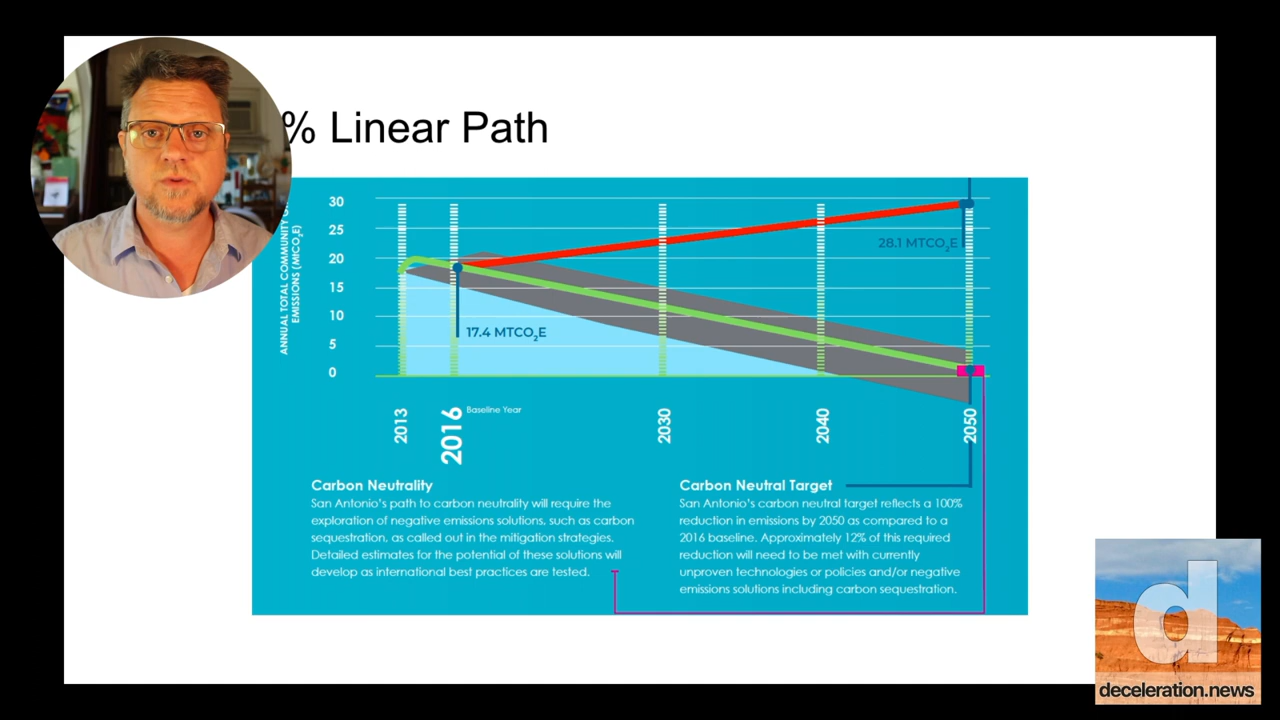 % Linear Path
ANNUAL TOTAL COMMUNITY
EMISSIONS (MtCO₂E)
30
25
20
15
10
5
0
28.1 MTCO₂E
17.4 MTCO₂E
2013
2016
Baseline Year
2030
2040
2050
Carbon Neutrality
San Antonio's path to carbon neutrality will require the
exploration of negative emissions solutions, such as carbon
sequestration, as called out in the mitigation strategies.
Detailed estimates for the potential of these solutions will
develop as international best practices are tested.
Carbon Neutral Target
San Antonio's carbon neutral target reflects a 100%
reduction in emissions by 2050 as compared to a
2016 baseline. Approximately 12% of this required
reduction will need to be met with currently
unproven technologies or policies and/or negative
emissions solutions including carbon sequestration.
d
deceleration.news